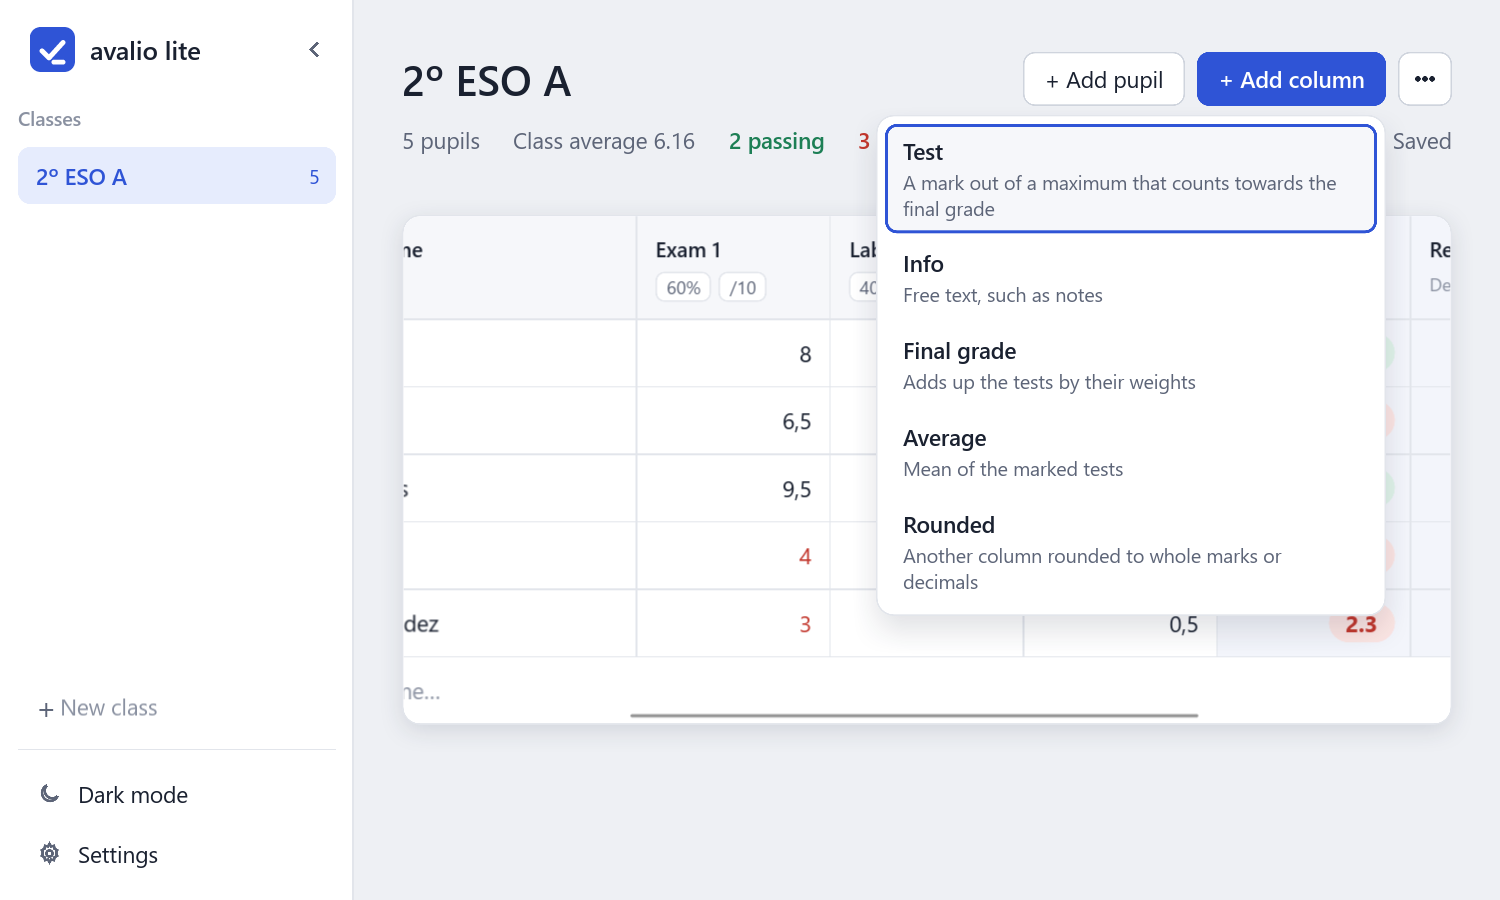 avalio lite
Classes
2º ESO A 5
+ New class
Dark mode
Settings
2º ESO A
+ Add pupil
+ Add column
5 pupils Class average 6.16 2 passing 3
Saved
Test
A mark out of a maximum that counts towards the
final grade
Info
Free text, such as notes
Final grade
Adds up the tests by their weights
Average
Mean of the marked tests
Rounded
Another column rounded to whole marks or
decimals
Exam 1
60% /10
8
6,5
9,5
4
dez 3 0,5 2.3